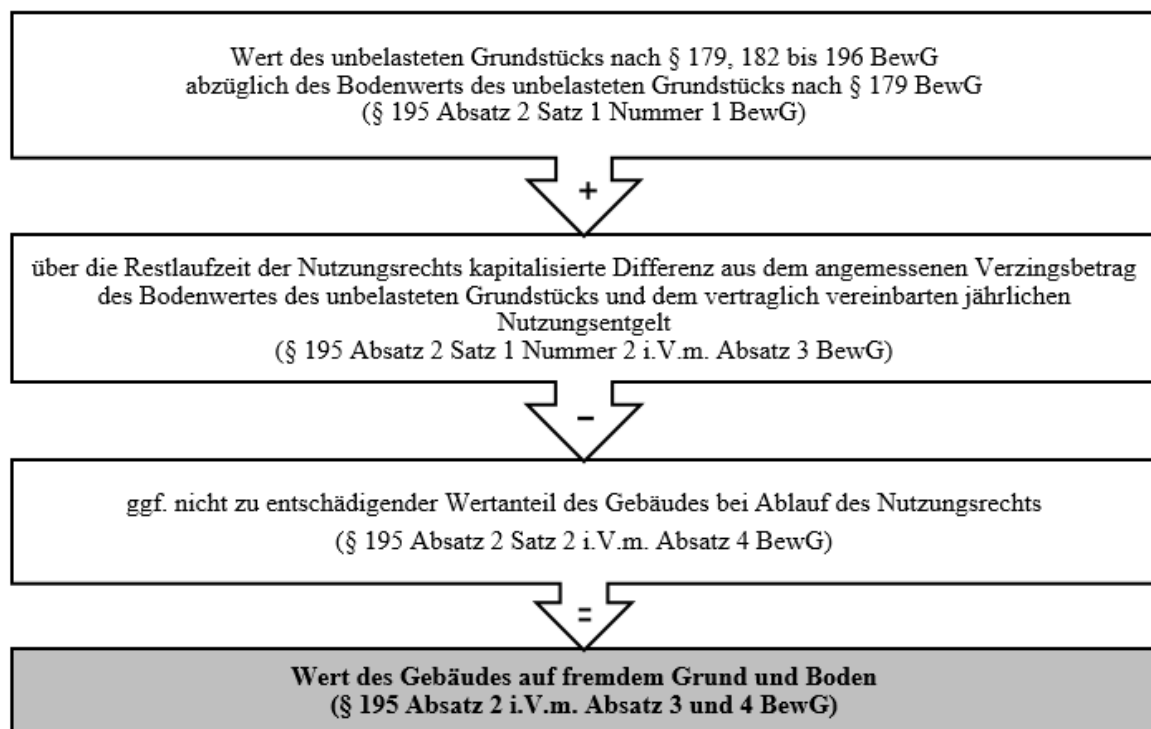 Wert des unbelasteten Grundstücks nach § 179, 182 bis 196 BewG
abzüglich des Bodenwerts des unbelasteten Grundstücks nach § 179 BewG
(§ 195 Absatz 2 Satz 1 Nummer 1 BewG)
+
über die Restlaufzeit der Nutzungsrechts kapitalisierte Differenz aus dem angemessenen Verzingsbetrag
des Bodenwertes des unbelasteten Grundstücks und dem vertraglich vereinbarten jährlichen
Nutzungsentgelt
(§ 195 Absatz 2 Satz 1 Nummer 2 i.V.m. Absatz 3 BewG)
–
ggf. nicht zu entschädigender Wertanteil des Gebäudes bei Ablauf des Nutzungsrechts
(§ 195 Absatz 2 Satz 2 i.V.m. Absatz 4 BewG)
=
Wert des Gebäudes auf fremdem Grund und Boden
(§ 195 Absatz 2 i.V.m. Absatz 3 und 4 BewG)